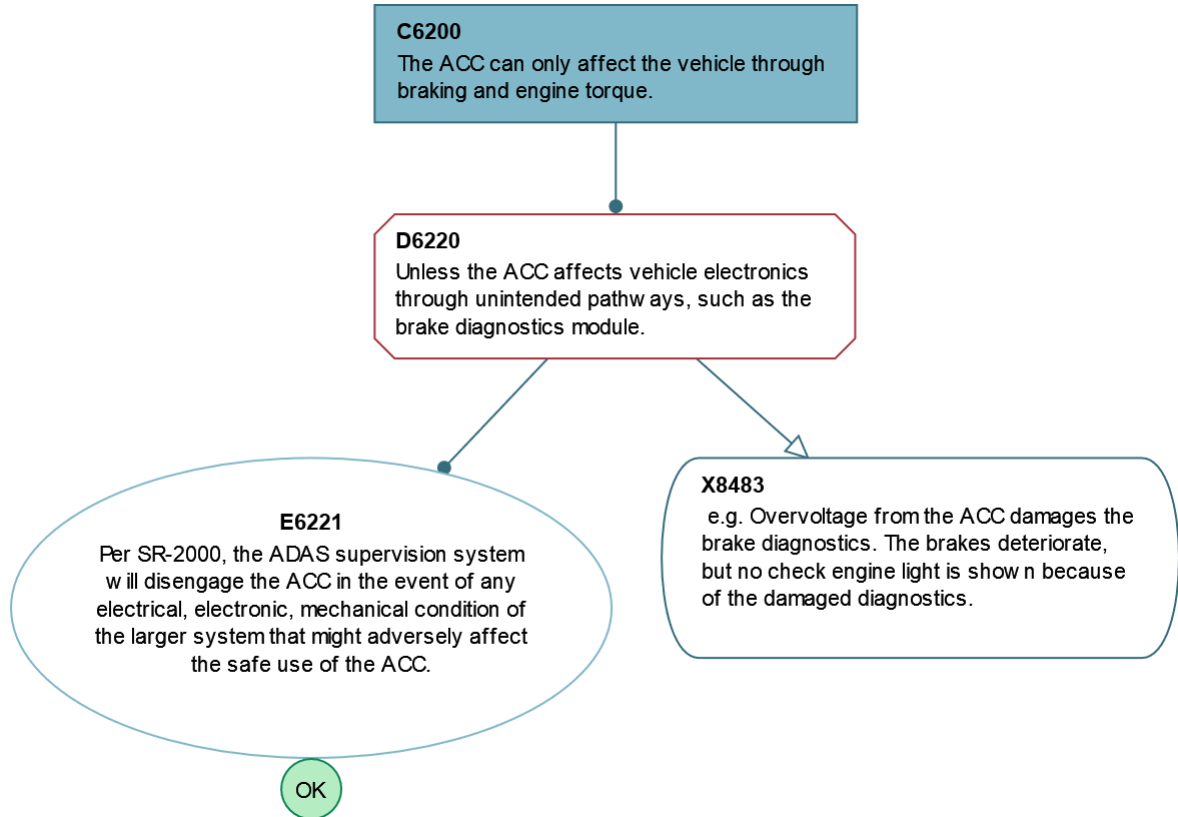 C6200
The ACC can only affect the vehicle through
braking and engine torque.
D6220
Unless the ACC affects vehicle electronics
through unintended pathways, such as the
brake diagnostics module.
E6221
Per SR-2000, the ADAS supervision system
will disengage the ACC in the event of any
electrical, electronic, mechanical condition of
the larger system that might adversely affect
the safe use of the ACC.
OK
X8483
e.g. Overvoltage from the ACC damages the
brake diagnostics. The brakes deteriorate,
but no check engine light is shown because
of the damaged diagnostics.